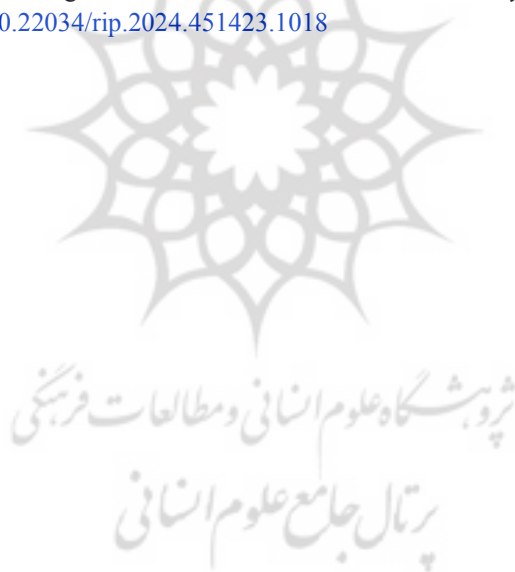 0.22034/rip.2024.451423.1018
پژوهشگاه علوم انسانی و مطالعات فرهنگی
پرتال جامع علوم انسانی